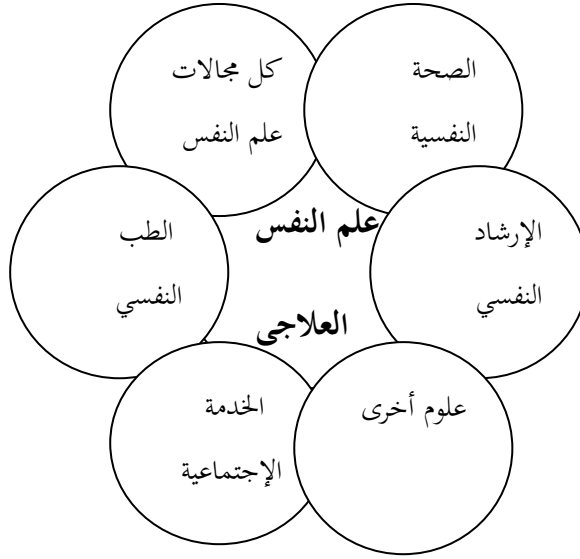 الصحة
النفسية
كل مجالات
علم النفس
الإرشاد
النفسي
علم النفس
العلاجى
الطب
النفسي
علوم أخرى
الخدمة
الإجتماعية